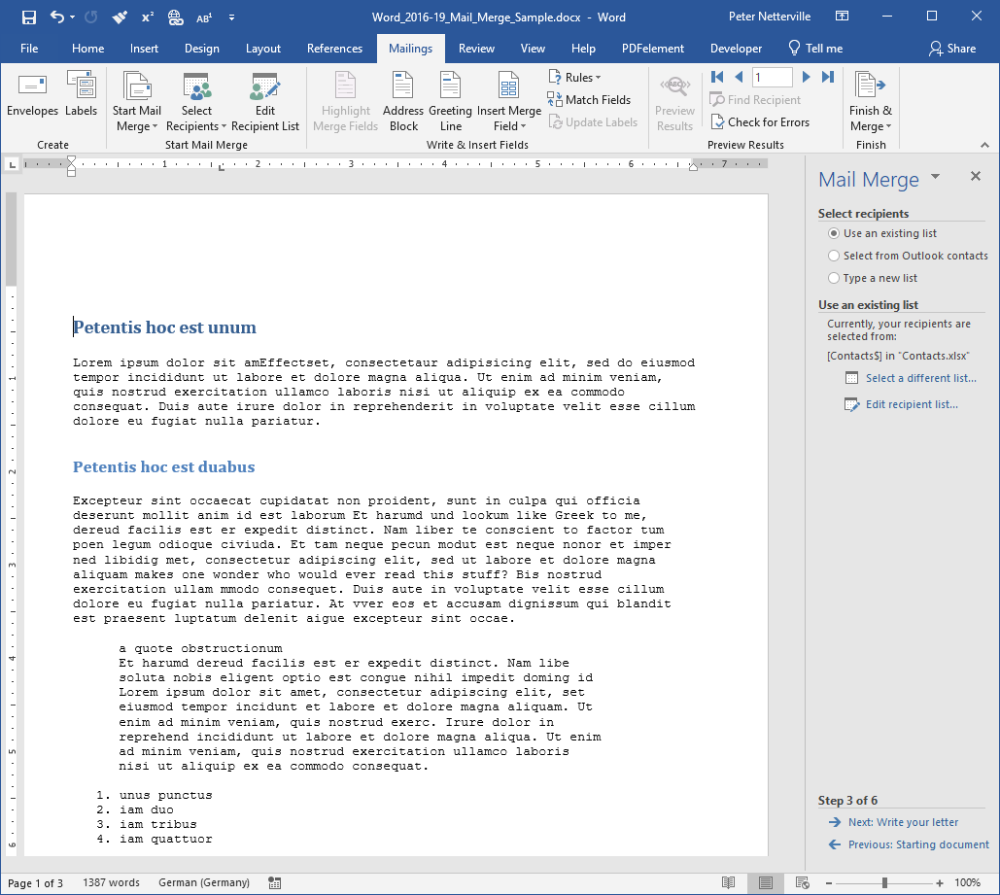 Word_2016-19_Mail_Merge_Sample.docx - Word
Peter Netterville
File Home Insert Design Layout References Mailings Review View Help PDFelement Developer Tell me Share
Envelopes
Labels
Create
Start Mail
Merge
Select
Recipients
Edit
Recipient List
Start Mail Merge
Highlight
Merge Fields
Address
Block
Greeting
Line
Insert Merge
Field
Rules
Match Fields
Update Labels
Write & Insert Fields
ABC
Preview
Results
1
Find Recipient
Check for Errors
Preview Results
Finish &
Merge
Finish
1 2 3 4 5 6 7
Petentis hoc est unum
Lorem ipsum dolor sit amEffectset, consectetaur adipisicing elit, sed do eiusmod
tempor incididunt ut labore et dolore magna aliqua. Ut enim ad minim veniam,
quis nostrud exercitation ullamco laboris nisi ut aliquip ex ea commodo
consequat. Duis aute irure dolor in reprehenderit in voluptate velit esse cillum
dolore eu fugiat nulla pariatur.
Petentis hoc est duabus
Excepteur sint occaecat cupidatat non proident, sunt in culpa qui officia
deserunt mollit anim id est laborum Et harumd und lookum like Greek to me,
dereud facilis est er expedit distinct. Nam liber te conscient to factor tum
poen legum odioque civiuda. Et tam neque pecun modut est neque nonor et imper
ned libidig met, consectetur adipiscing elit, sed ut labore et dolore magna
aliquam makes one wonder who would ever read this stuff? Bis nostrud
exercitation ullam mmodo consequet. Duis aute in voluptate velit esse cillum
dolore eu fugiat nulla pariatur. At vver eos et accusam dignissum qui blandit
est praesent luptatum delenit aigue excepteur sint occae.
a quote obstructionum
Et harumd dereud facilis est er expedit distinct. Nam libe
soluta nobis eligent optio est congue nihil impedit doming id
Lorem ipsum dolor sit amet, consectetur adipiscing elit, set
eiusmod tempor incidunt et labore et dolore magna aliquam. Ut
enim ad minim veniam, quis nostrud exerc. Irure dolor in
reprehend incididunt ut labore et dolore magna aliqua. Ut enim
ad minim veniam, quis nostrud exercitation ullamco laboris
nisi ut aliquip ex ea commodo consequat.
1. unus punctus
2. iam duo
3. iam tribus
4. iam quattuor
Mail Merge
Select recipients
Use an existing list
Select from Outlook contacts
Type a new list
Use an existing list
Currently, your recipients are
selected from:
[Contacts$] in "Contacts.xlsx"
Select a different list...
Edit recipient list...
Step 3 of 6
Next: Write your letter
Previous: Starting document
Page 1 of 3 1387 words German (Germany) 100%